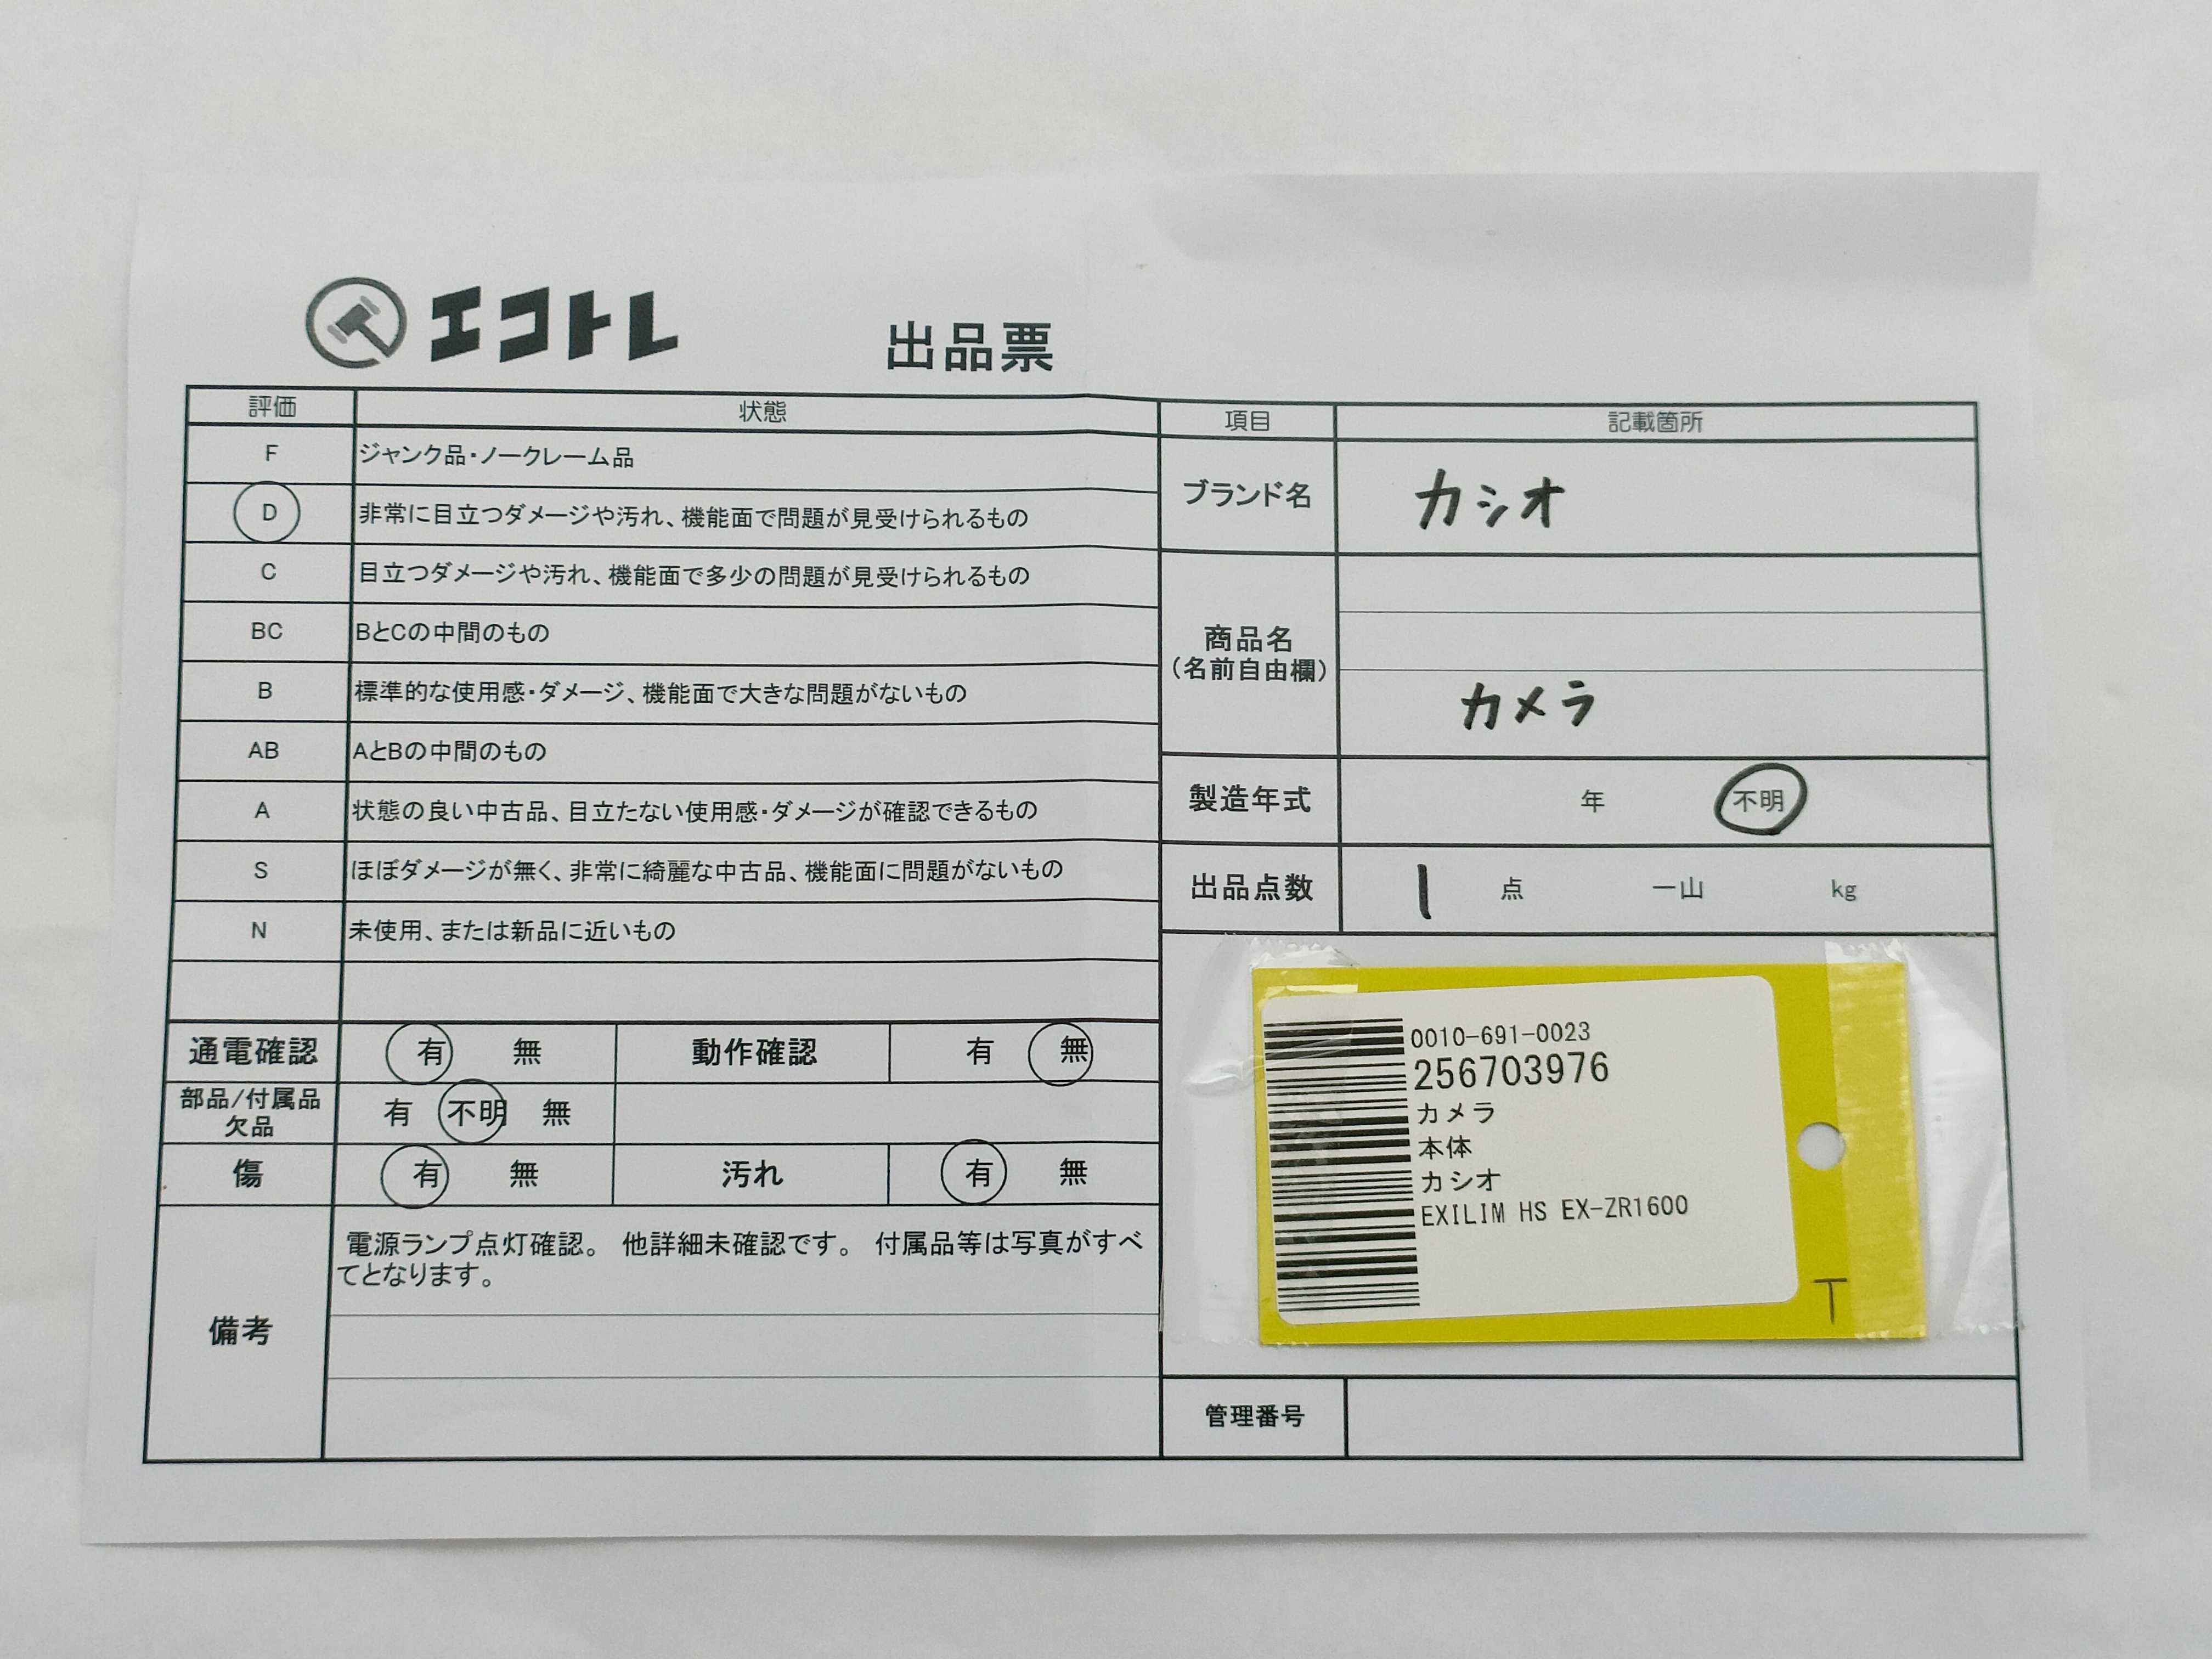 エコトレ
出品票
評価 状態
F ジャンク品・ノークレーム品
D 非常に目立つダメージや汚れ、機能面で問題が見受けられるもの
C 目立つダメージや汚れ、機能面で多少の問題が見受けられるもの
BC BとCの中間のもの
B 標準的な使用感・ダメージ、機能面で大きな問題がないもの
AB AとBの中間のもの
A 状態の良い中古品、目立たない使用感・ダメージが確認できるもの
S ほぼダメージが無く、非常に綺麗な中古品、機能面に問題がないもの
N 未使用、または新品に近いもの
通電確認 有 無 動作確認 有 無
部品/付属品
欠品
有 不明 無
傷 有 無 汚れ 有 無
備考
電源ランプ点灯確認。 他詳細未確認です。 付属品等は写真がすべ
てとなります。
項目 記載箇所
ブランド名 カシオ
商品名
(名前自由欄)
カメラ
製造年式 年 不明
出品点数 1 点 一山 kg
0010-691-0023
256703976
カメラ
本体
カシオ
EXILIM HS EX-ZR1600
T
管理番号